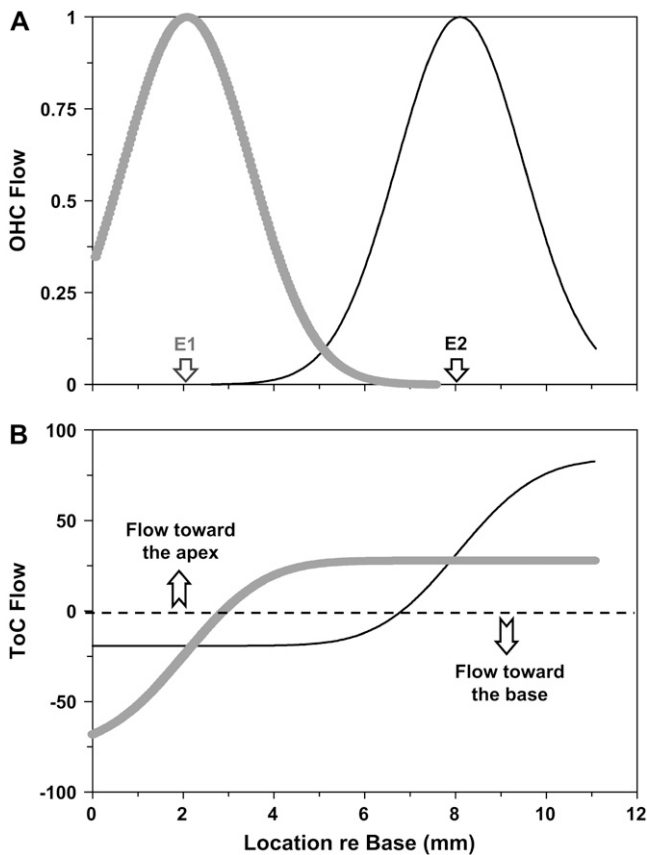 A
1
0.75
0.5
0.25
0
OHC Flow
E1
E2
B
100
50
0
-50
-100
ToC Flow
Flow toward
the apex
Flow toward
the base
0
2
4
6
8
10
12
Location re Base (mm)